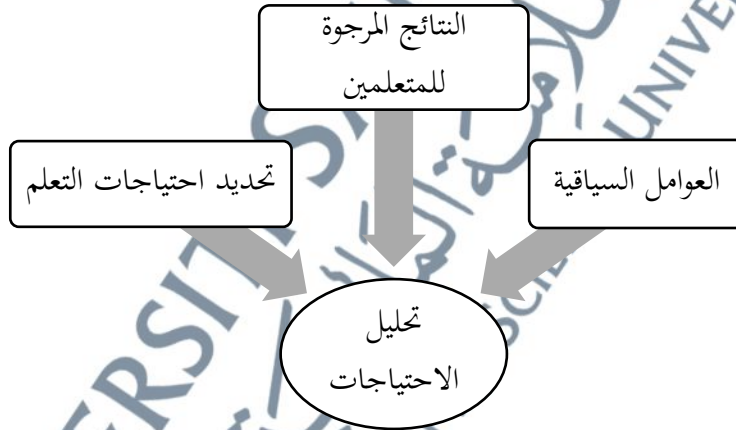 النتائج المرجوة
للمتعلمين
العوامل السياقية
تحديد احتياجات التعلم
تحليل
الاحتياجات